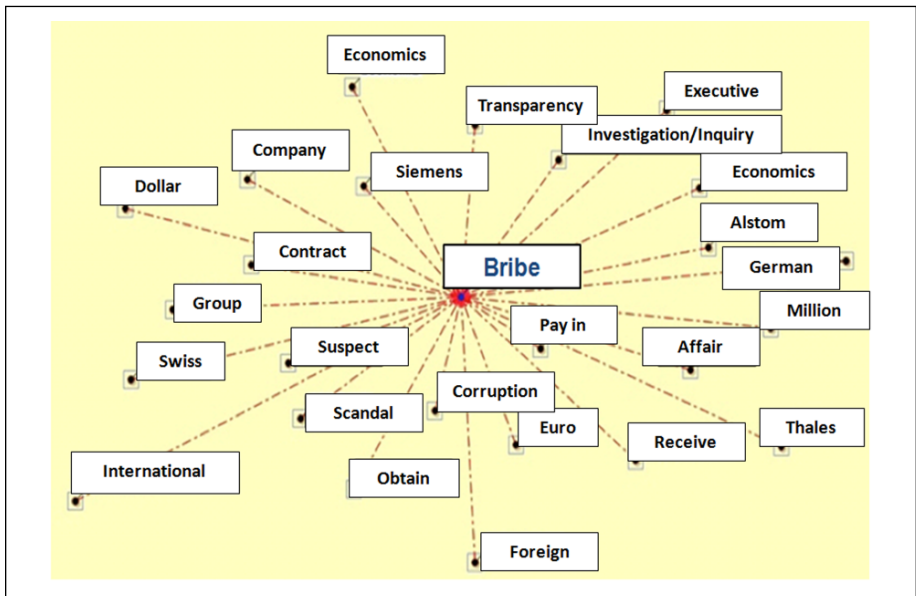 Economics
Executive
Transparency
Investigation/Inquiry
Company
Siemens
Economics
Dollar
Alstom
Contract
Bribe
German
Group
Million
Pay in
Suspect
Affair
Swiss
Corruption
Scandal
Euro
Thales
Receive
International
Obtain
Foreign